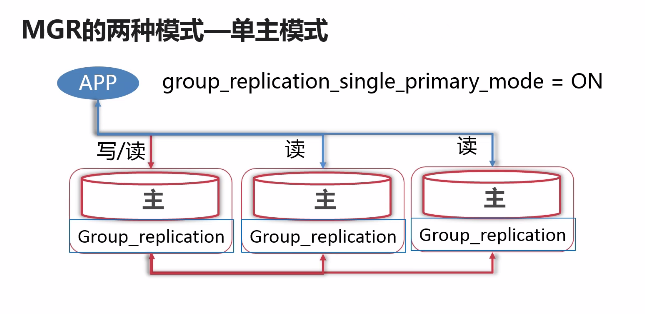 MGR的两种模式—单主模式
APP
group_replication_single_primary_mode = ON
写/读
读
读
主
主
主
Group_replication
Group_replication
Group_replication